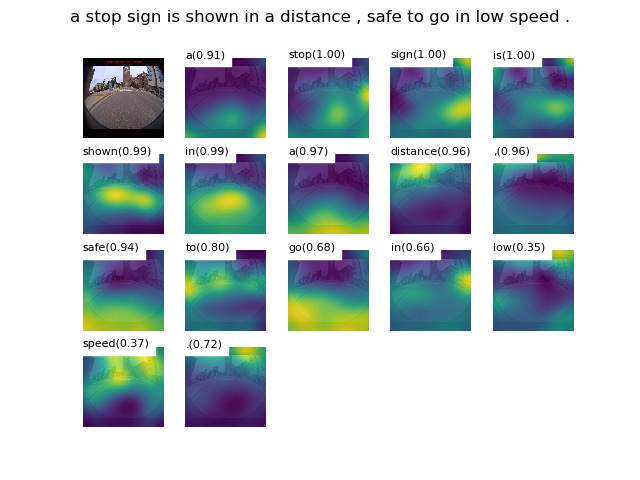 a stop sign is shown in a distance , safe to go in low speed .
a(0.91) stop(1.00) sign(1.00) is(1.00)
shown(0.99) in(0.99) a(0.97) distance(0.96) ,(0.96)
safe(0.94) to(0.80) go(0.68) in(0.66) low(0.35)
speed(0.37) .(0.72)